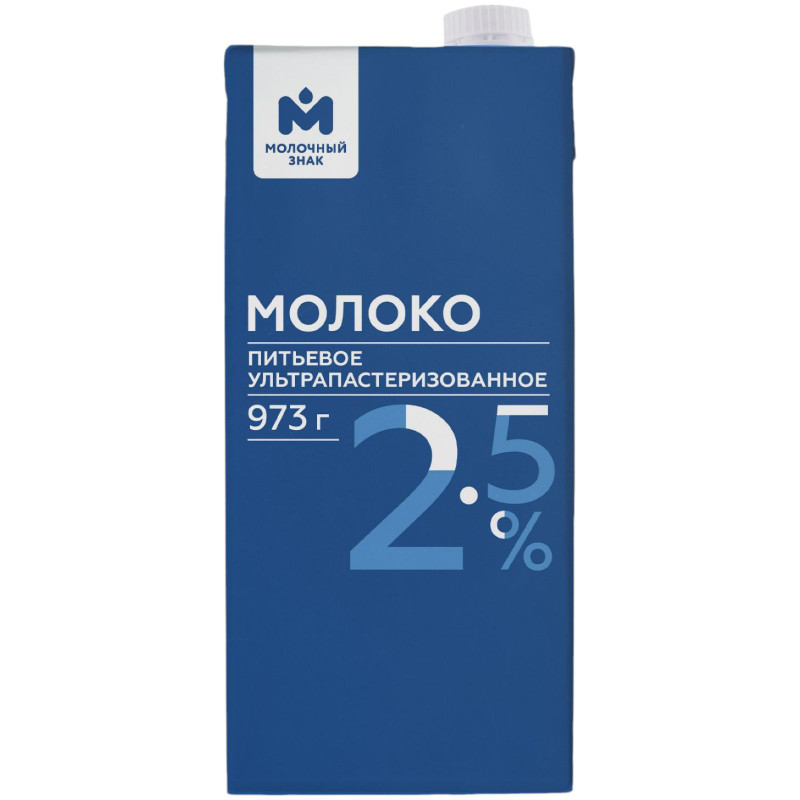 МОЛОЧНЫЙ
ЗНАК
МОЛОКО
ПИТЬЕВОЕ
УЛЬТРАПАСТЕРИЗОВАННОЕ
973 г
2.5
%